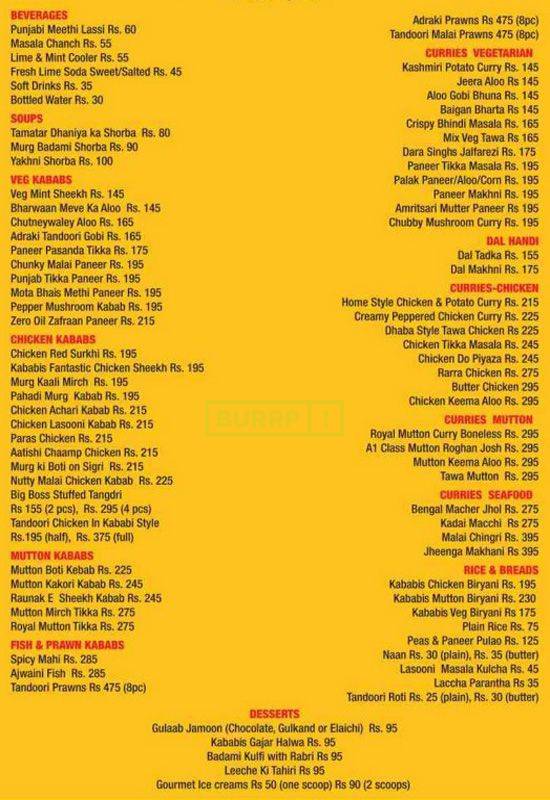 BEVERAGES
Punjabi Meethi Lassi Rs. 60
Masala Chanch Rs. 55
Lime & Mint Cooler Rs. 55
Fresh Lime Soda Sweet/Salted Rs. 45
Soft Drinks Rs. 35
Bottled Water Rs. 30
SOUPS
Tamatar Dhaniya ka Shorba Rs. 80
Murg Badami Shorba Rs. 90
Yakhni Shorba Rs. 100
VEG KABABS
Veg Mint Sheekh Rs. 145
Bharwaan Meve Ka Aloo Rs. 145
Chutneywaley Aloo Rs. 165
Adraki Tandoori Gobi Rs. 165
Paneer Pasanda Tikka Rs. 175
Chunky Malai Paneer Rs. 195
Punjab Tikka Paneer Rs. 195
Mota Bhais Methi Paneer Rs. 195
Pepper Mushroom Kabab Rs. 195
Zero Oil Zafraan Paneer Rs. 215
CHICKEN KABABS
Chicken Red Surkhi Rs. 195
Kababis Fantastic Chicken Sheekh Rs. 195
Murg Kaali Mirch Rs. 195
Pahadi Murg Kabab Rs. 195
Chicken Achari Kabab Rs. 215
Chicken Lasooni Kabab Rs. 215
Paras Chicken Rs. 215
Aatishi Chaamp Chicken Rs. 215
Murg ki Boti on Sigri Rs. 215
Nutty Malai Chicken Kabab Rs. 225
Big Boss Stuffed Tangdri
Rs 155 (2 pcs), Rs. 295 (4 pcs)
Tandoori Chicken In Kababi Style
Rs.195 (half), Rs. 375 (full)
MUTTON KABABS
Mutton Boti Kebab Rs. 225
Mutton Kakori Kabab Rs. 245
Raunak E Sheekh Kabab Rs. 245
Mutton Mirch Tikka Rs. 275
Royal Mutton Tikka Rs. 275
FISH & PRAWN KABABS
Spicy Mahi Rs. 285
Ajwaini Fish Rs. 285
Tandoori Prawns Rs 475 (8pc)
Adraki Prawns Rs 475 (8pc)
Tandoori Malai Prawns Rs 475 (8pc)
CURRIES VEGETARIAN
Kashmiri Potato Curry Rs. 145
Jeera Aloo Rs 145
Aloo Gobi Bhuna Rs. 145
Baigan Bharta Rs 145
Crispy Bhindi Masala Rs. 165
Mix Veg Tawa Rs 165
Dara Singhs Jalfarezi Rs. 175
Paneer Tikka Masala Rs. 195
Palak Paneer/Aloo/Corn Rs. 195
Paneer Makhni Rs. 195
Amritsari Mutter Paneer Rs 195
Chubby Mushroom Curry Rs. 195
DAL HANDI
Dal Tadka Rs. 155
Dal Makhni Rs. 175
CURRIES-CHICKEN
Home Style Chicken & Potato Curry Rs. 215
Creamy Peppered Chicken Curry Rs. 225
Dhaba Style Tawa Chicken Rs 225
Chicken Tikka Masala Rs. 245
Chicken Do Piyaza Rs. 245
Rarra Chicken Rs. 275
Butter Chicken 295
Chicken Keema Aloo Rs. 295
CURRIES MUTTON
Royal Mutton Curry Boneless Rs. 295
A1 Class Mutton Roghan Josh Rs. 295
Mutton Keema Aloo Rs. 295
Tawa Mutton Rs. 295
CURRIES SEAFOOD
Bengal Macher Jhol Rs. 275
Kadai Macchi Rs 275
Malai Chingri Rs. 395
Jheenga Makhani Rs 395
RICE & BREADS
Kababis Chicken Biryani Rs. 195
Kababis Mutton Biryani Rs. 230
Kababis Veg Biryani Rs 175
Plain Rice Rs. 75
Peas & Paneer Pulao Rs. 125
Naan Rs. 30 (plain), Rs. 35 (butter)
Lasooni Masala Kulcha Rs. 45
Laccha Parantha Rs 35
Tandoori Roti Rs. 25 (plain), Rs. 30 (butter)
BURRP !
DESSERTS
Gulaab Jamoon (Chocolate, Gulkand or Elaichi) Rs. 95
Kababis Gajar Halwa Rs. 95
Badami Kulfi with Rabri Rs 95
Leeche Ki Tahiri Rs 95
Gourmet Ice creams Rs 50 (one scoop) Rs 90 (2 scoops)